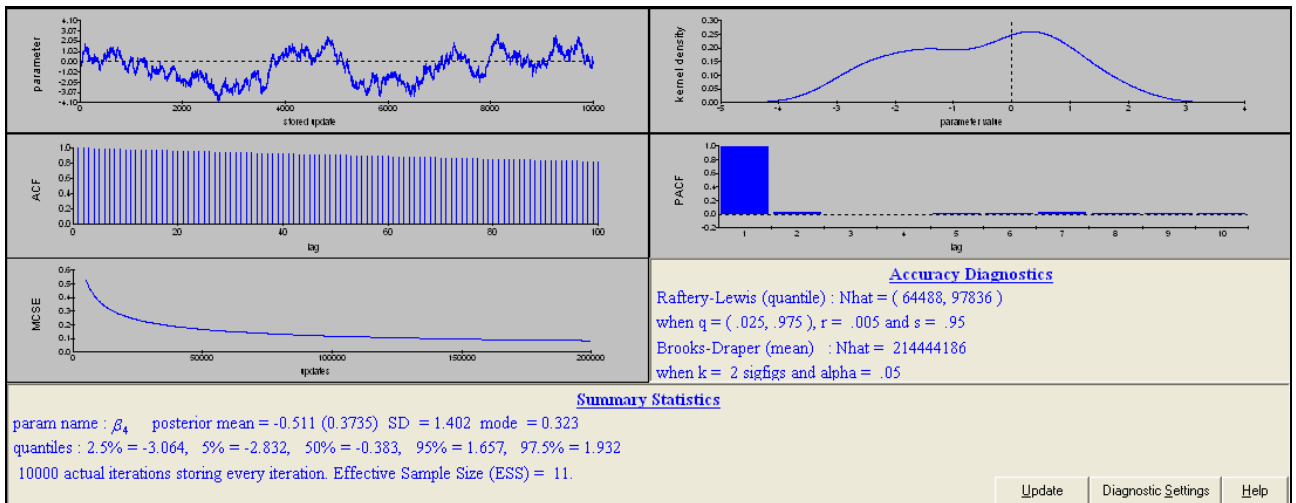 4.10
3.07
2.05
1.02
0.00
-1.02
-2.05
-3.07
-4.10
parameter
0 2000 4000 6000 8000 10000
stored update
0.30
0.25
0.20
0.15
0.10
0.05
0.00
kernel density
-5 -4 -3 -2 -1 0 1 2 3 4
parameter value
1.0
0.8
0.6
0.4
0.2
0.0
ACF
0 20 40 60 80 100
lag
1.0
0.8
0.6
0.4
0.2
0.0
-0.2
PACF
1 2 3 4 5 6 7 8 9 10
lag
0.6
0.5
0.4
0.3
0.2
0.1
0.0
MCSE
0 50000 100000 150000 200000
updates
Accuracy Diagnostics
Raftery-Lewis (quantile) : Nhat = ( 64488, 97836 )
when q = ( .025, .975 ), r = .005 and s = .95
Brooks-Draper (mean) : Nhat = 214444186
when k = 2 sigfigs and alpha = .05
Summary Statistics
param name : β4 posterior mean = -0.511 (0.3735) SD = 1.402 mode = 0.323
quantiles : 2.5% = -3.064, 5% = -2.832, 50% = -0.383, 95% = 1.657, 97.5% = 1.932
10000 actual iterations storing every iteration. Effective Sample Size (ESS) = 11.
Update Diagnostic Settings Help